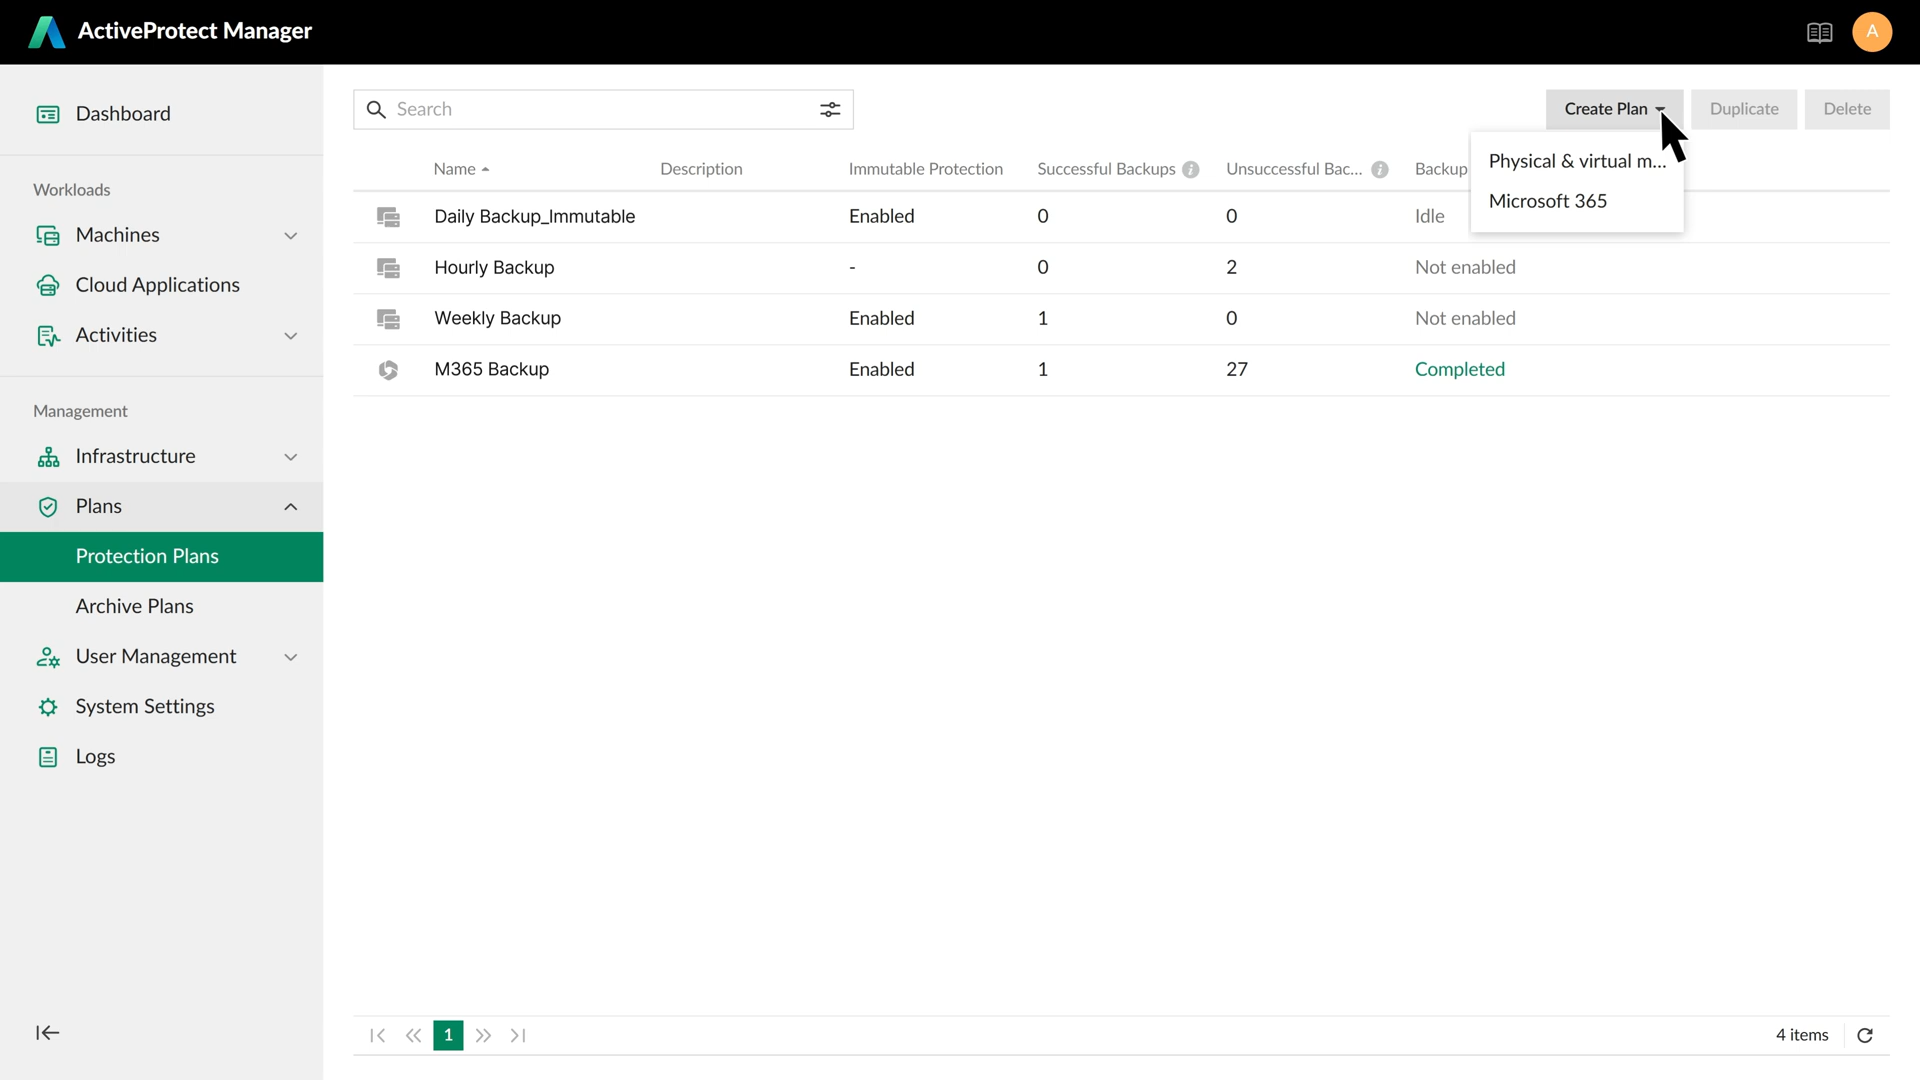 ActiveProtect Manager
A
Dashboard
Workloads
Machines
Cloud Applications
Activities
Management
Infrastructure
Plans
Protection Plans
Archive Plans
User Management
System Settings
Logs
Search
Create Plan
Duplicate
Delete
Physical & virtual m...
Microsoft 365
Name Description Immutable Protection Successful Backups Unsuccessful Bac... Backup
Daily Backup_Immutable Enabled 0 0 Idle
Hourly Backup - 0 2 Not enabled
Weekly Backup Enabled 1 0 Not enabled
M365 Backup Enabled 1 27 Completed
1
4 items